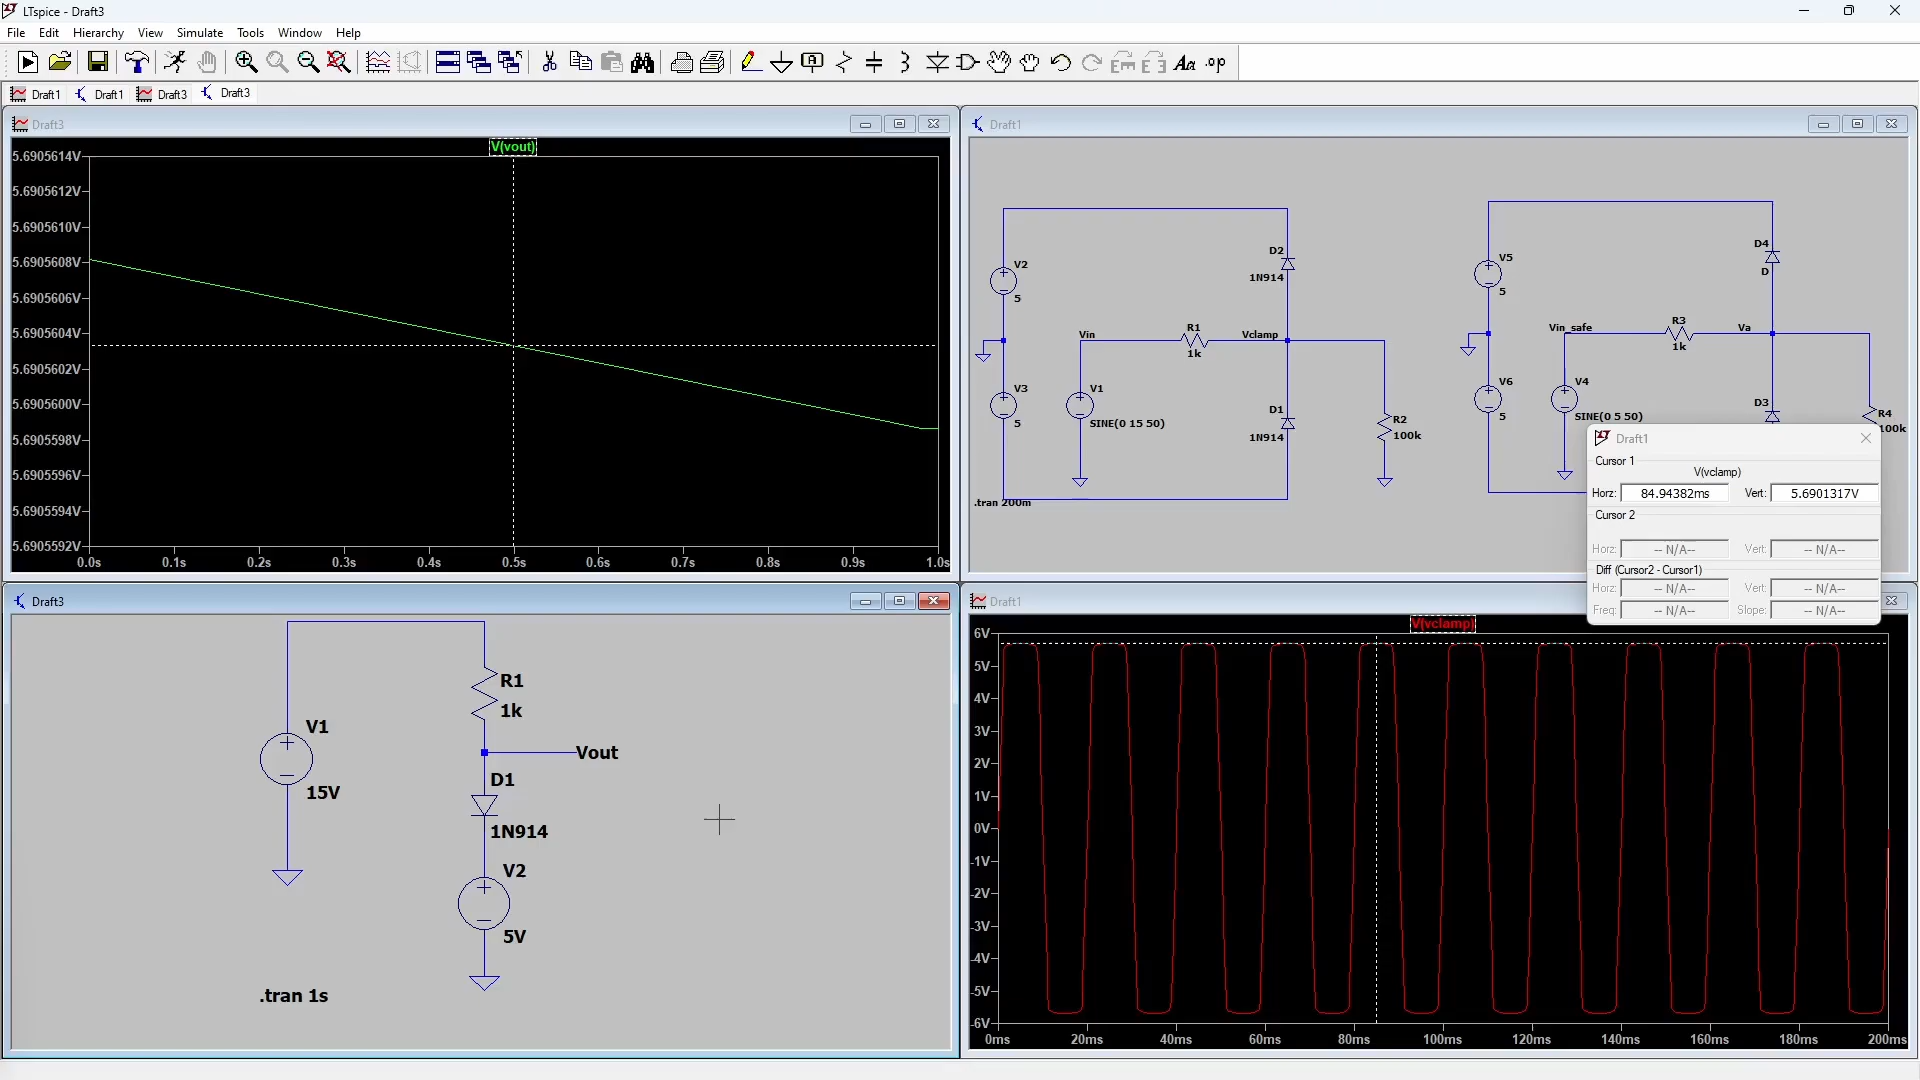 LTspice - Draft3
File Edit Hierarchy View Simulate Tools Window Help
Draft1 Draft1 Draft3 Draft3
Draft3
V(vout)
5.6905614V
5.6905612V
5.6905610V
5.6905608V
5.6905606V
5.6905604V
5.6905602V
5.6905600V
5.6905598V
5.6905596V
5.6905594V
5.6905592V
0.0s 0.1s 0.2s 0.3s 0.4s 0.5s 0.6s 0.7s 0.8s 0.9s 1.0s
Draft1
V2
5
D2
1N914
Vin
R1
1k
Vclamp
V3
5
V1
SINE(0 15 50)
D1
1N914
R2
100k
.tran 200m
V5
5
D4
D
Vin_safe
R3
1k
Va
V6
5
V4
SINE(0 5 50)
D3
R4
100k
Draft1
Cursor 1
V(vclamp)
Horz: 84.94382ms Vert: 5.6901317V
Cursor 2
Horz: -- N/A-- Vert: -- N/A--
Diff (Cursor2 - Cursor1)
Horz: -- N/A-- Vert: -- N/A--
Freq: -- N/A-- Slope: -- N/A--
Draft3
V1
15V
R1
1k
Vout
D1
1N914
V2
5V
.tran 1s
Draft1
V(vclamp)
6V
5V
4V
3V
2V
1V
0V
-1V
-2V
-3V
-4V
-5V
-6V
0ms 20ms 40ms 60ms 80ms 100ms 120ms 140ms 160ms 180ms 200ms